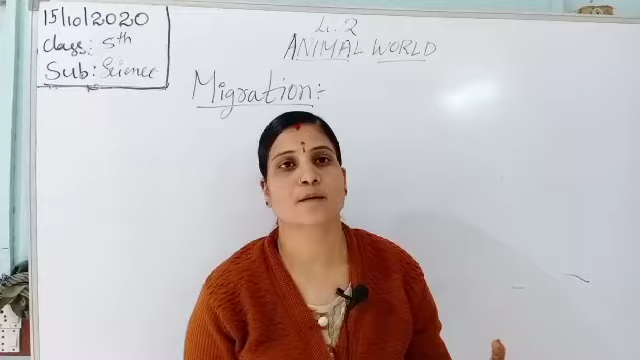 15/10/2020
Class: 5th
Sub: Science
L: 2
ANIMAL WORLD
Migration:-